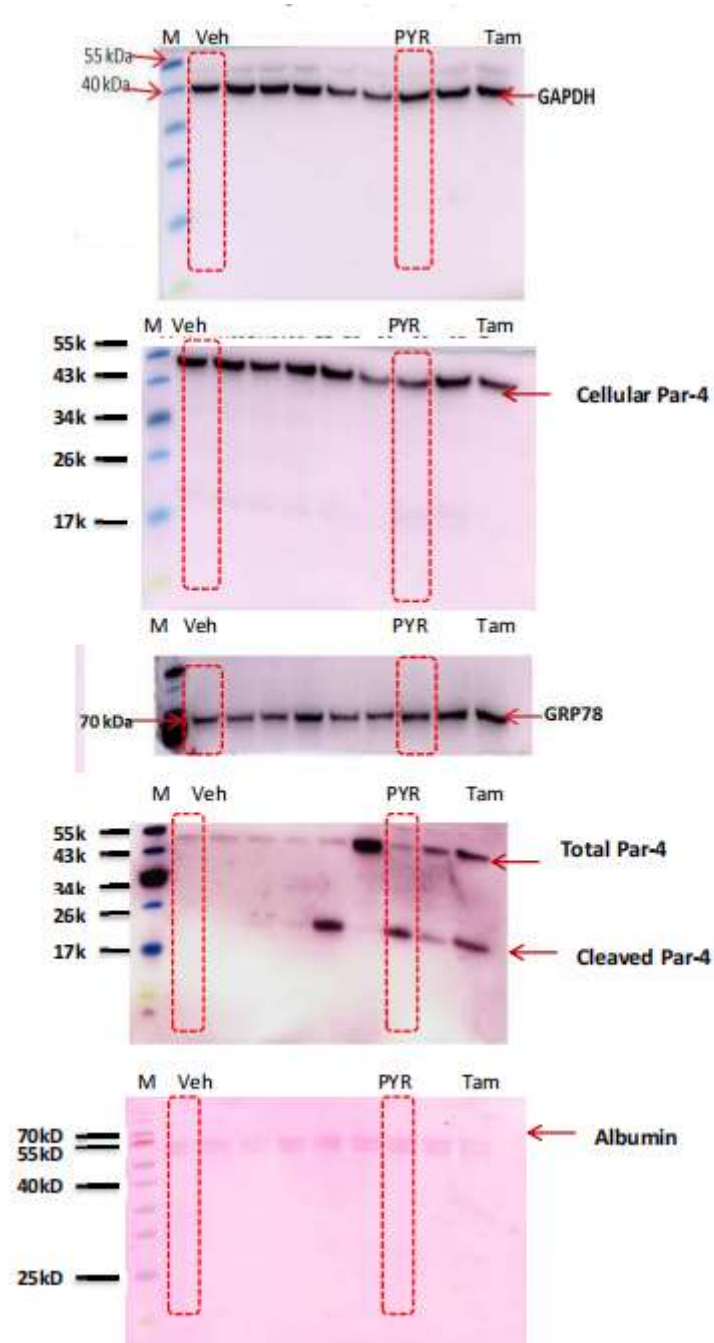 M Veh PYR Tam
55 kDa
40 kDa
GAPDH
M Veh PYR Tam
55k
43k
Cellular Par-4
34k
26k
17k
M Veh PYR Tam
70 kDa
GRP78
M Veh PYR Tam
55k
43k
Total Par-4
34k
26k
17k
Cleaved Par-4
M Veh PYR Tam
70kD
Albumin
55kD
40kD
25kD